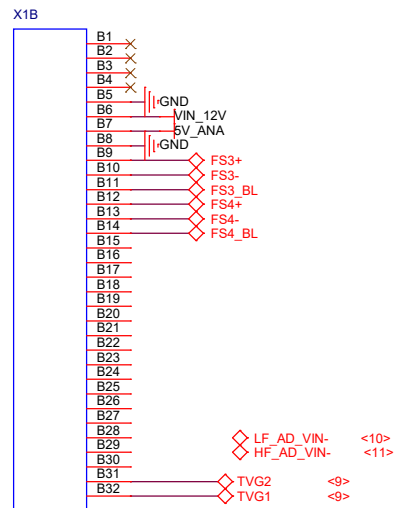 X1B
B1
B2
B3
B4
B5 GND
B6 VIN_12V
B7 5V_ANA
B8 GND
B9 FS3+
B10 FS3-
B11 FS3_BL
B12 FS4+
B13 FS4-
B14 FS4_BL
B15
B16
B17
B18
B19
B20
B21
B22
B23
B24
B25
B26
B27
B28 LF_AD_VIN- <10>
B29 HF_AD_VIN- <11>
B30
B31 TVG2 <9>
B32 TVG1 <9>